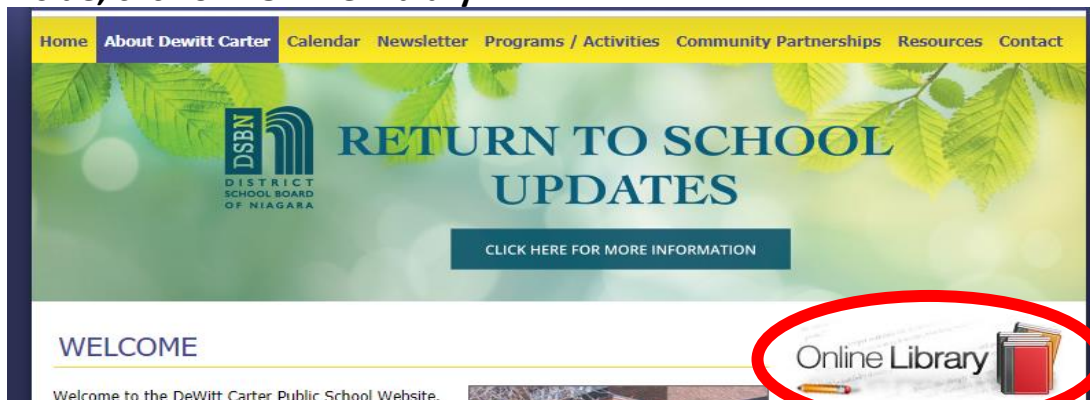 Home About Dewitt Carter Calendar Newsletter Programs / Activities Community Partnerships Resources Contact
DSBN
DISTRICT
SCHOOL BOARD
OF NIAGARA
RETURN TO SCHOOL
UPDATES
CLICK HERE FOR MORE INFORMATION
WELCOME
Online Library
Welcome to the DeWitt Carter Public School Website.